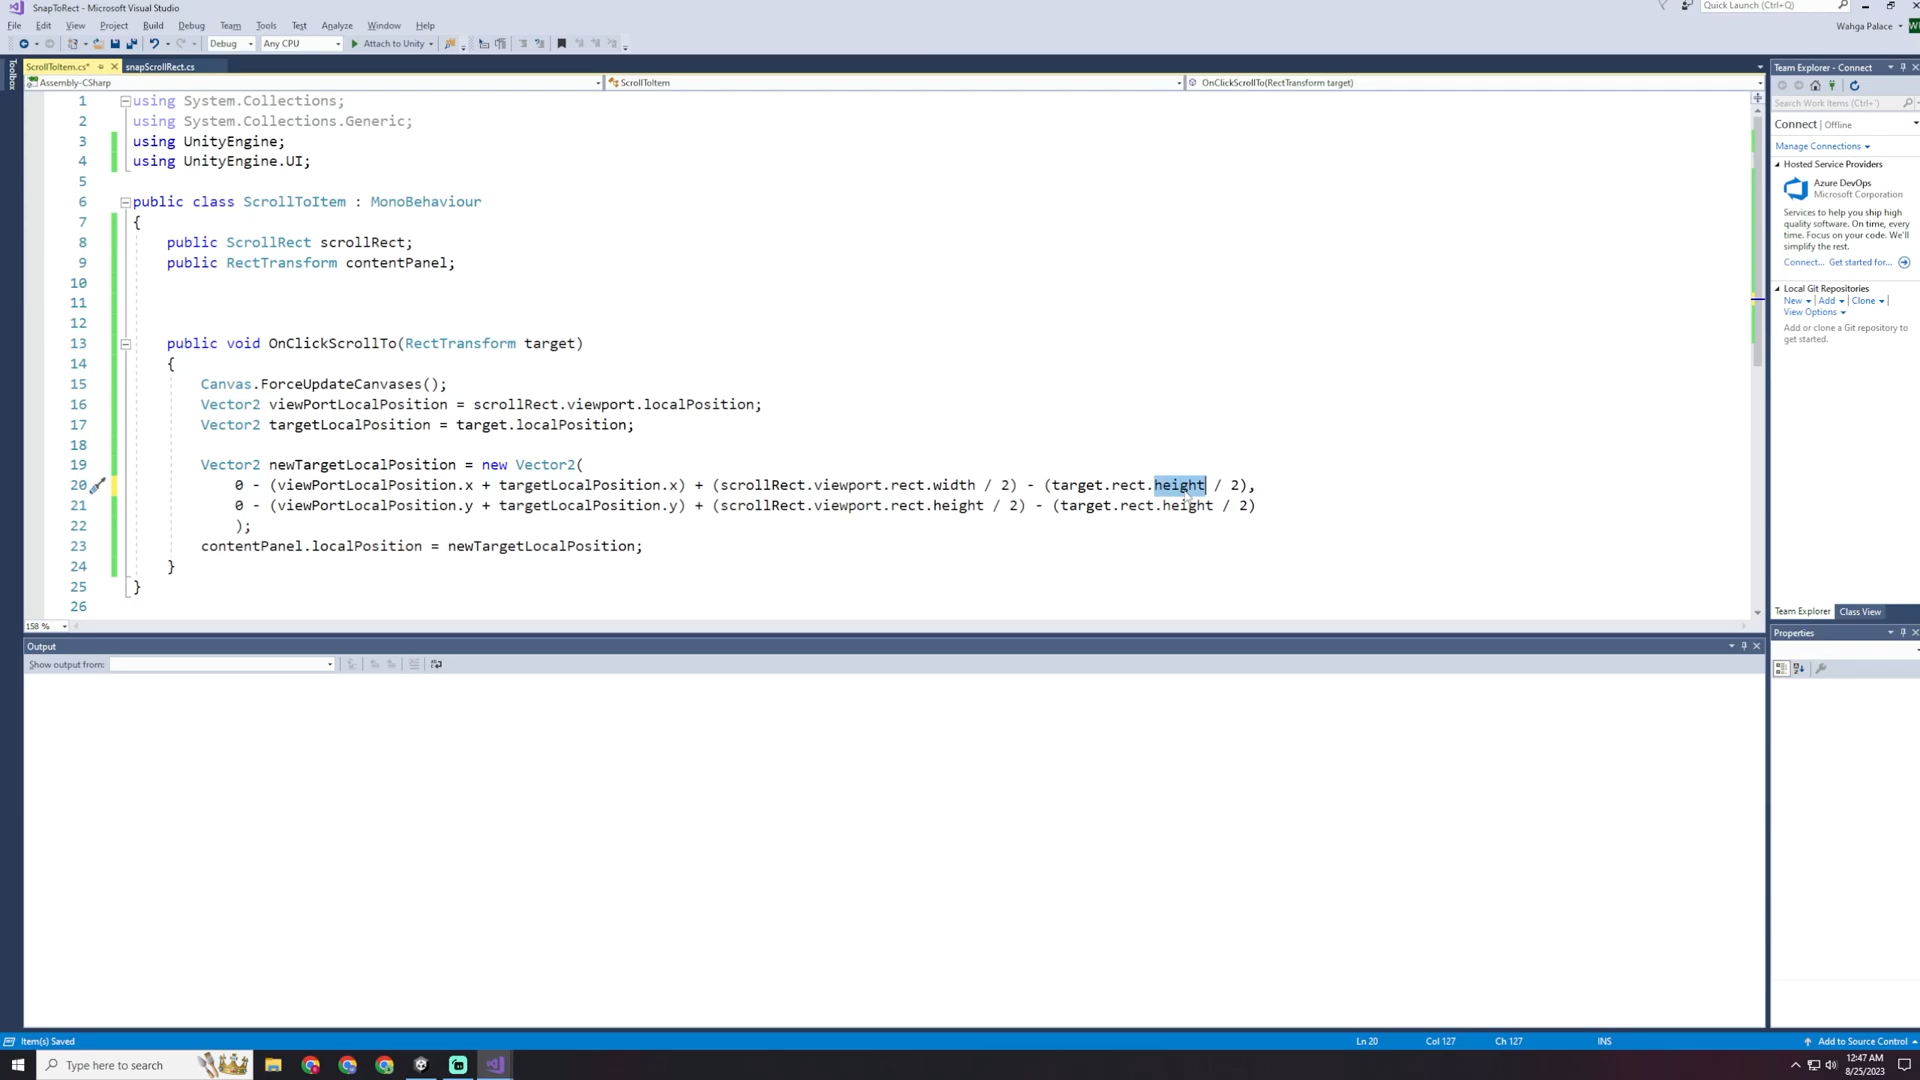 SnapToRect - Microsoft Visual Studio
Quick Launch (Ctrl+Q)
File Edit View Project Build Debug Team Tools Test Analyze Window Help
Wahga Palace
Debug Any CPU Attach to Unity
Toolbox
ScrollToItem.cs* snapScrollRect.cs
Assembly-CSharp ScrollToItem OnClickScrollTo(RectTransform target)
1 using System.Collections;
2 using System.Collections.Generic;
3 using UnityEngine;
4 using UnityEngine.UI;
5
6 public class ScrollToItem : MonoBehaviour
7 {
8 public ScrollRect scrollRect;
9 public RectTransform contentPanel;
10
11
12
13 public void OnClickScrollTo(RectTransform target)
14 {
15 Canvas.ForceUpdateCanvases();
16 Vector2 viewPortLocalPosition = scrollRect.viewport.localPosition;
17 Vector2 targetLocalPosition = target.localPosition;
18
19 Vector2 newTargetLocalPosition = new Vector2(
20 0 - (viewPortLocalPosition.x + targetLocalPosition.x) + (scrollRect.viewport.rect.width / 2) - (target.rect.height / 2),
21 0 - (viewPortLocalPosition.y + targetLocalPosition.y) + (scrollRect.viewport.rect.height / 2) - (target.rect.height / 2)
22 );
23 contentPanel.localPosition = newTargetLocalPosition;
24 }
25 }
26
158 %
Output
Show output from:
Team Explorer - Connect
Search Work Items (Ctrl+')
Connect | Offline
Manage Connections
Hosted Service Providers
Azure DevOps
Microsoft Corporation
Services to help you ship high
quality software. On time, every
time. Focus on your code. We'll
simplify the rest.
Connect... Get started for...
Local Git Repositories
New | Add | Clone |
View Options
Add or clone a Git repository to
get started.
Team Explorer Class View
Properties
Item(s) Saved Ln 20 Col 127 Ch 127 INS Add to Source Control
Type here to search
12:47 AM
8/25/2023